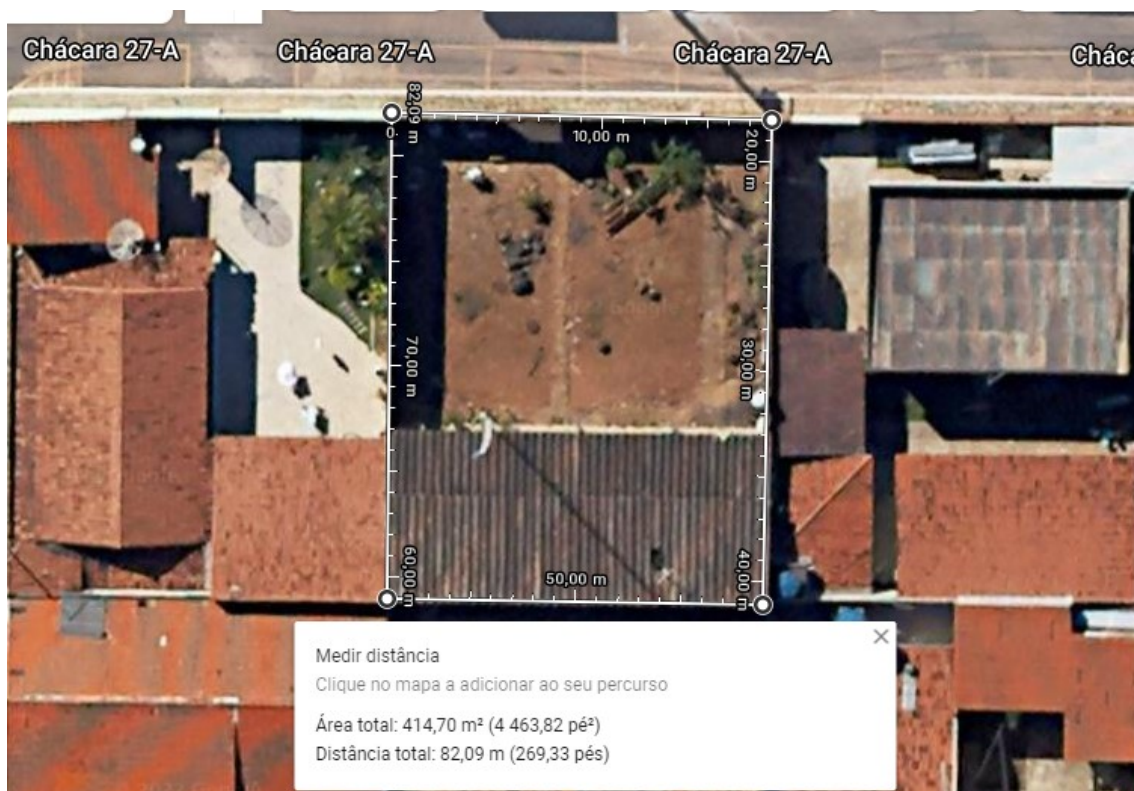 Chácara 27-A
Chácara 27-A
Chácara 27-A
Cháca
82,09 m
0
10,00 m
20,00 m
70,00 m
30,00 m
60,00 m
50,00 m
40,00 m
Medir distância
Clique no mapa a adicionar ao seu percurso
Área total: 414,70 m² (4 463,82 pé²)
Distância total: 82,09 m (269,33 pés)